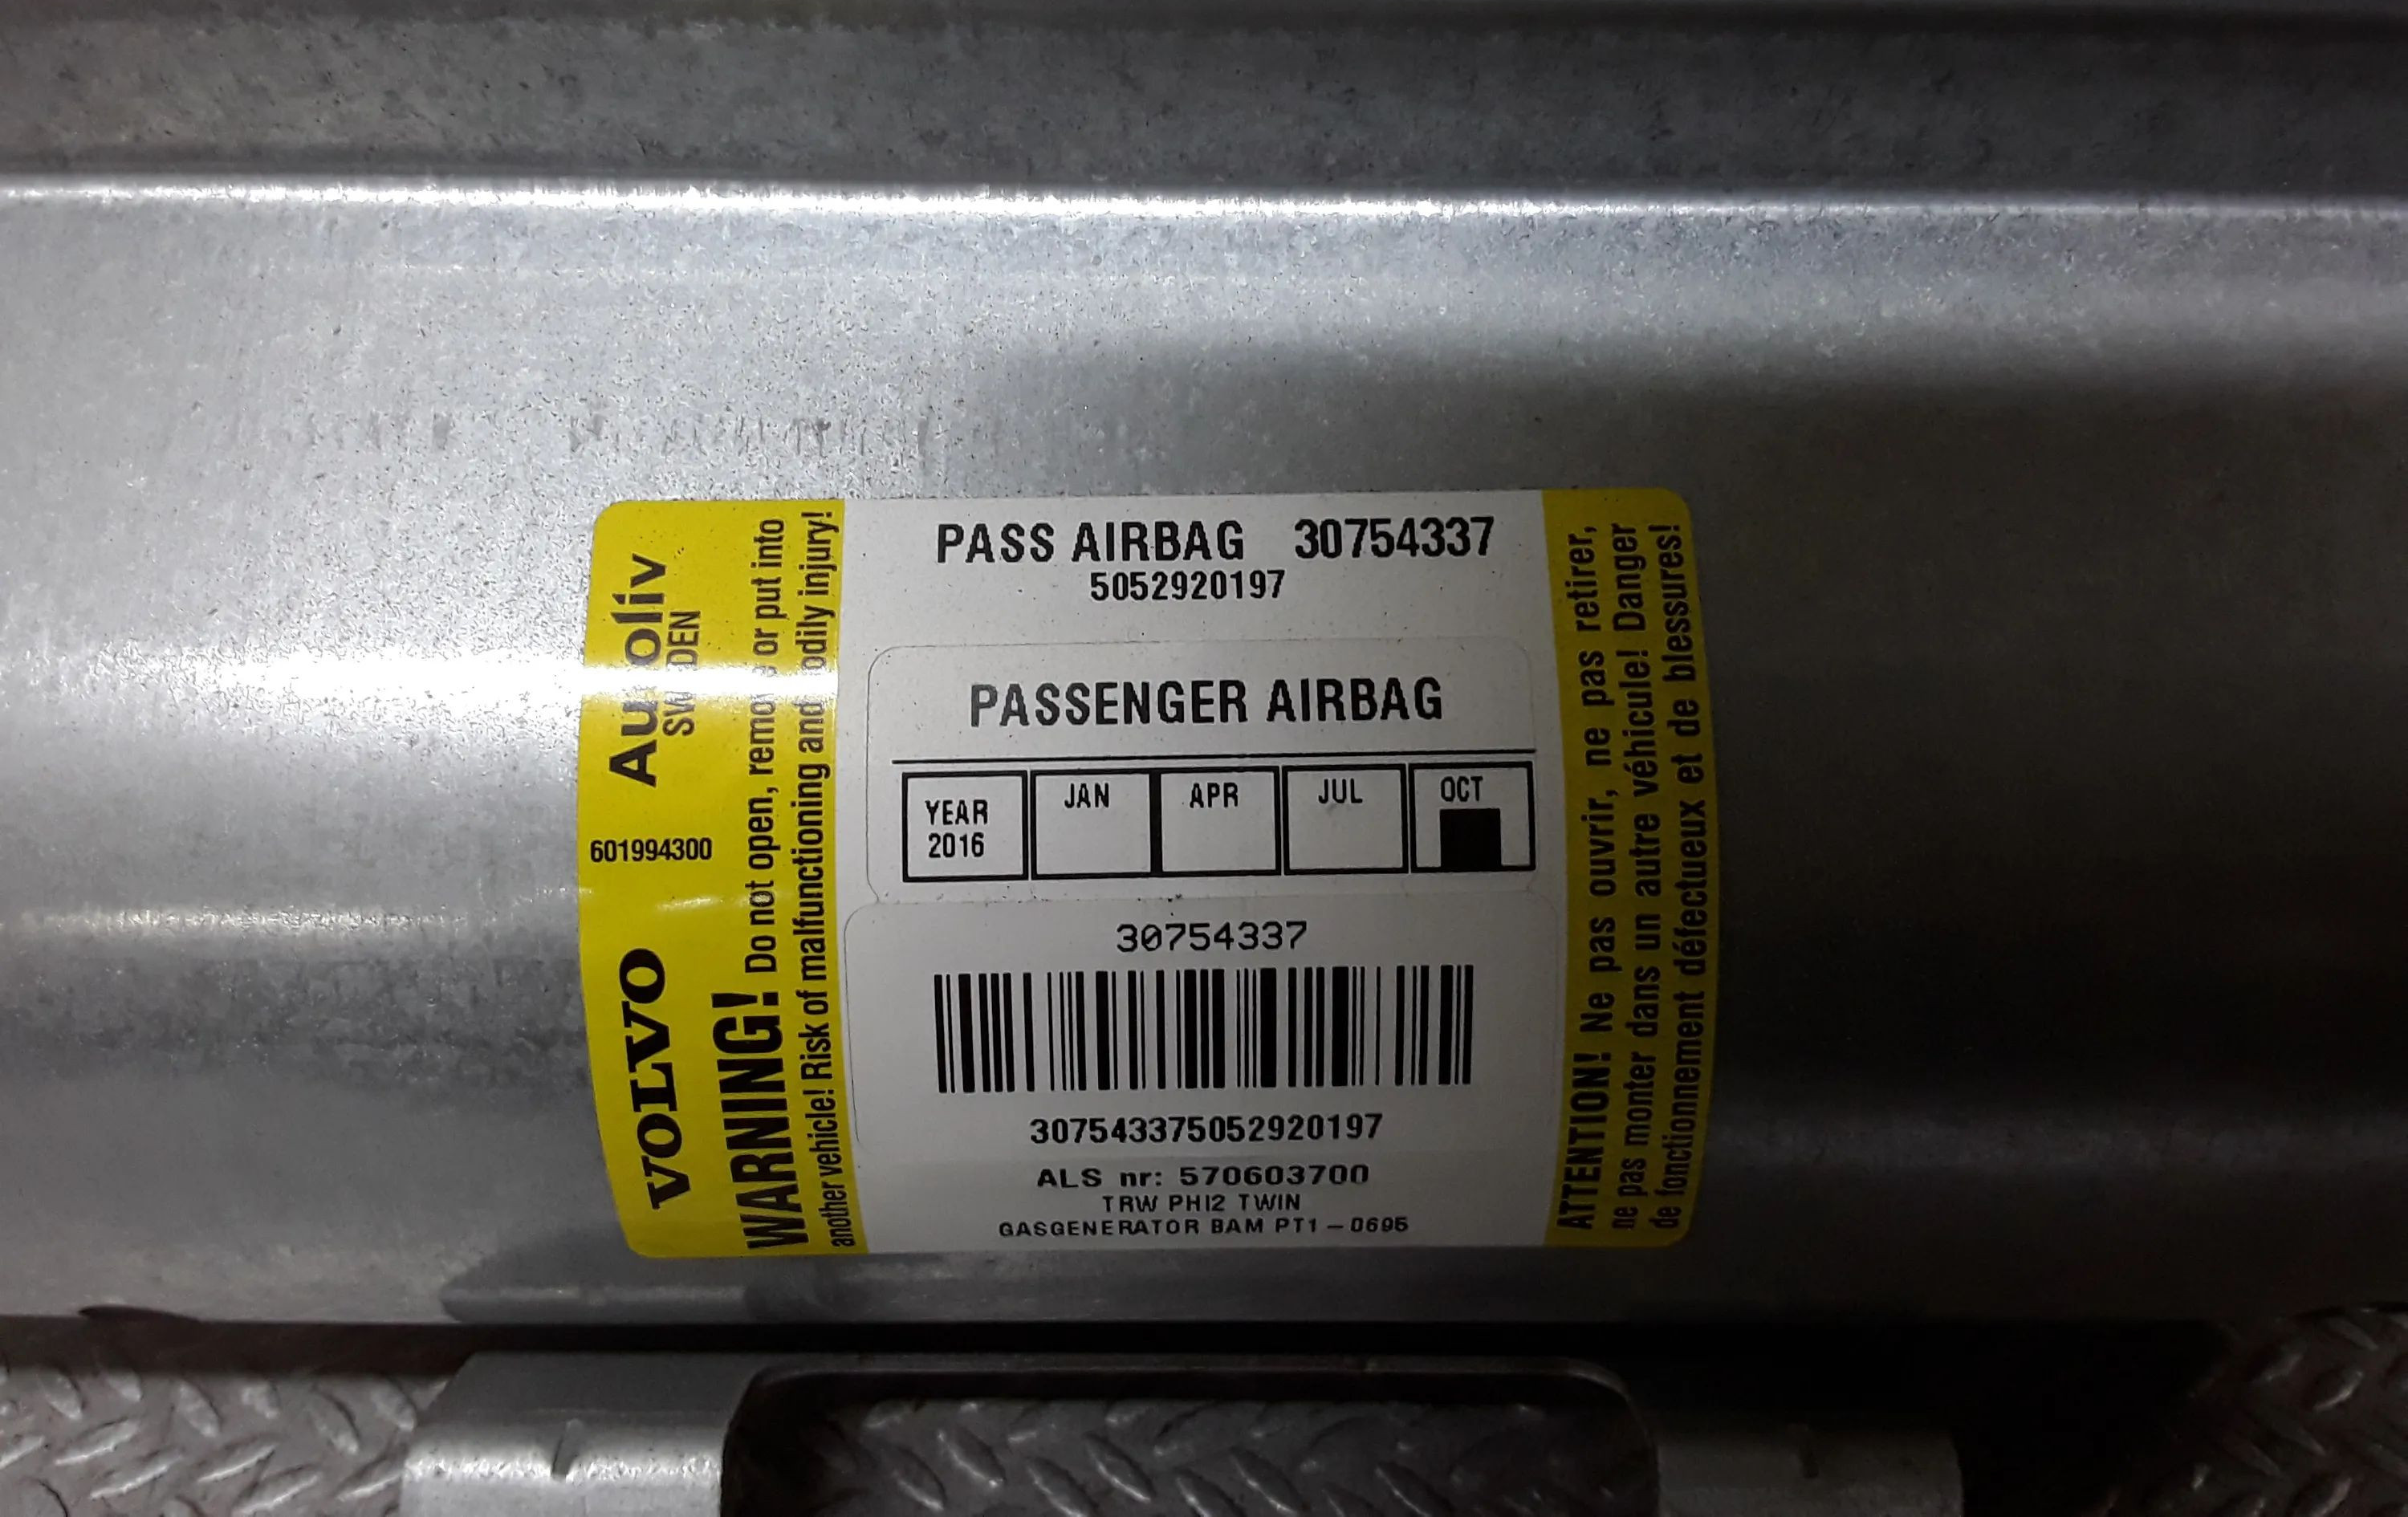 VOLVO 601994300 Autoliv
SWEDEN
WARNING! Do not open, remove or put into
another vehicle! Risk of malfunctioning and bodily injury!
PASS AIRBAG 30754337
5052920197
PASSENGER AIRBAG
YEAR JAN APR JUL OCT
2016
30754337
307543375052920197
ALS nr: 570603700
TRW PHI2 TWIN
GASGENERATOR BAM PT1-0695
ATTENTION! Ne pas ouvrir, ne pas retirer,
ne pas monter dans un autre véhicule! Danger
de fonctionnement défectueux et de blessures!